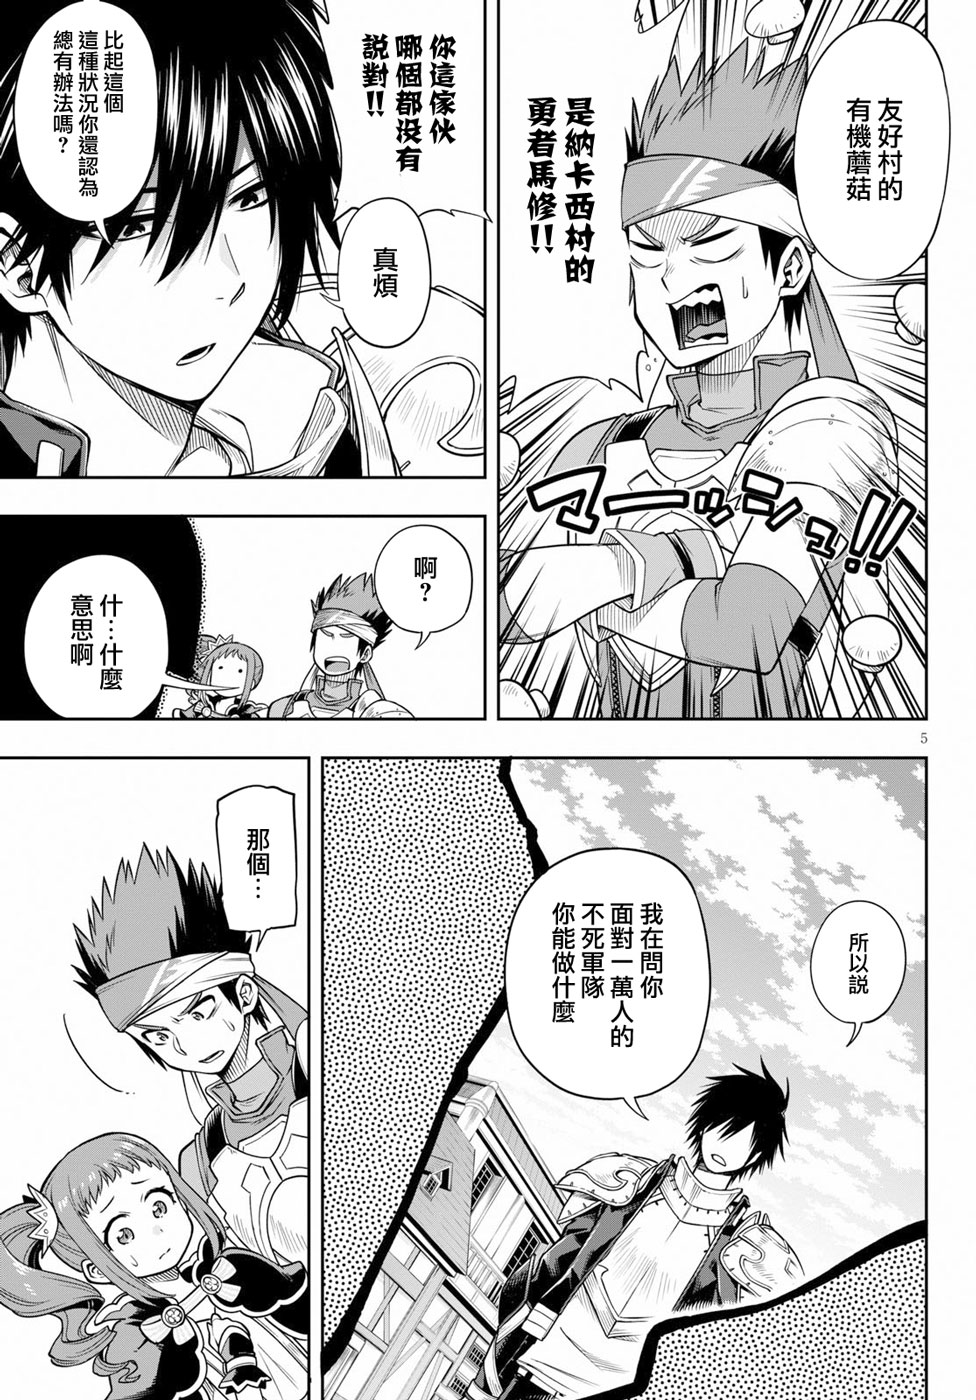 友好村的
有機蘑菇
是納卡西村的
勇者馬修!!
マーッシュ!!
你這傢伙
哪個都没有
説對!!
真煩
比起這個
這種狀況你還認為
總有辦法嗎?
啊?
什…什麼
意思啊
5
所以説
我在問你
面對一萬人的
不死軍隊
你能做什麼
那個…